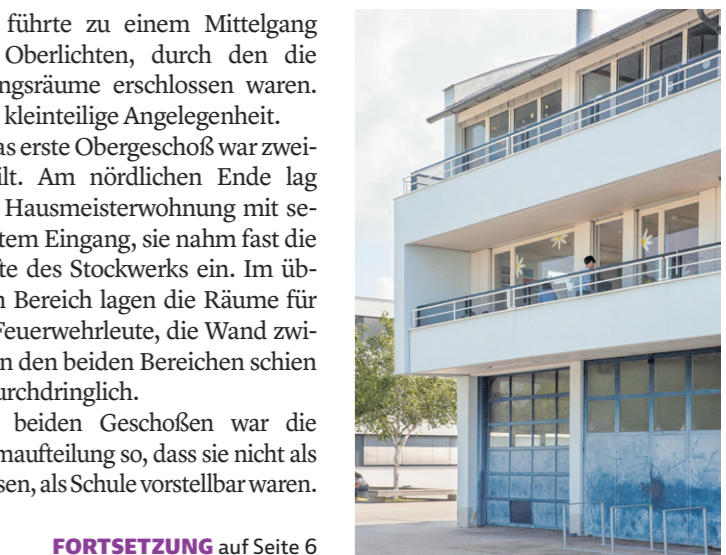 führte zu einem Mittelgang
Oberlichten, durch den die
ngsräume erschlossen waren.
kleinteilige Angelegenheit.
as erste Obergeschoß war zwei-
ilt. Am nördlichen Ende lag
Hausmeisterwohnung mit se-
tem Eingang, sie nahm fast die
fte des Stockwerks ein. Im üb-
n Bereich lagen die Räume für
Feuerwehrleute, die Wand zwi-
n den beiden Bereichen schien
urchdringlich.
beiden Geschoßen war die
maufteilung so, dass sie nicht als
sen, als Schule vorstellbar waren.
FORTSETZUNG auf Seite 6